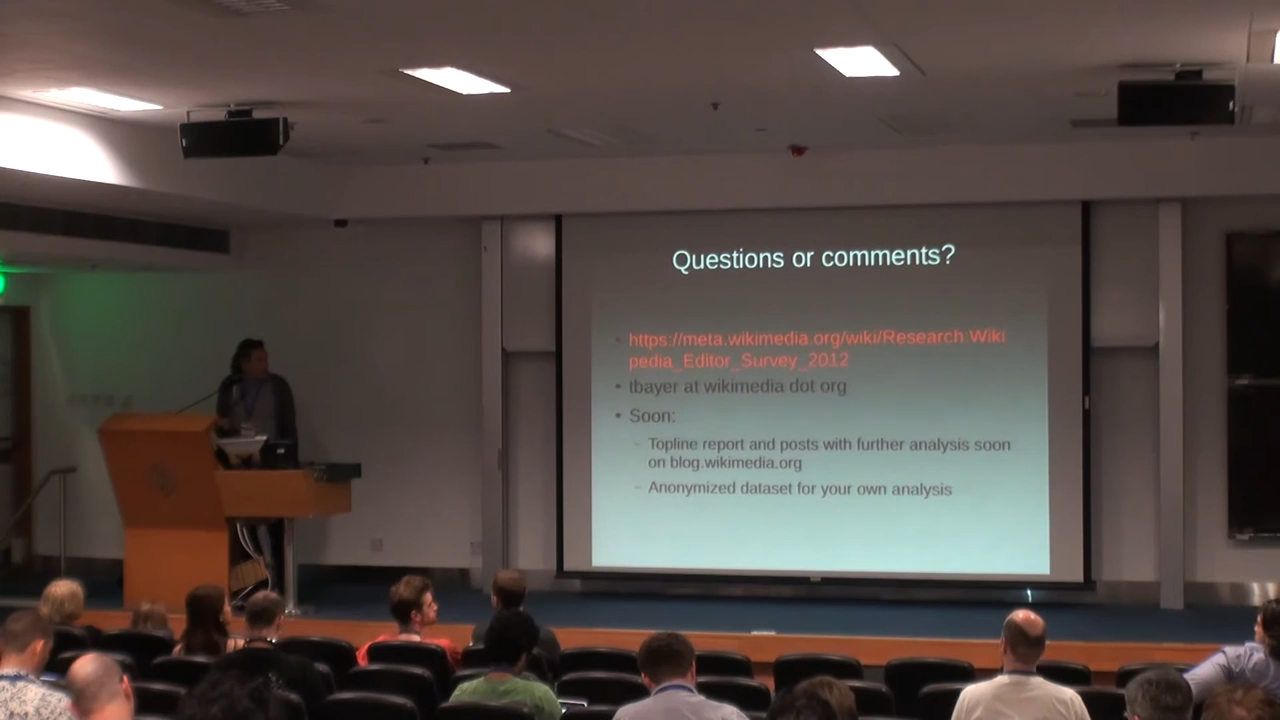 Questions or comments?
https://meta.wikimedia.org/wiki/Research:Wiki
pedia_Editor_Survey_2012
tbayer at wikimedia dot org
Soon:
Topline report and posts with further analysis soon
on blog.wikimedia.org
Anonymized dataset for your own analysis